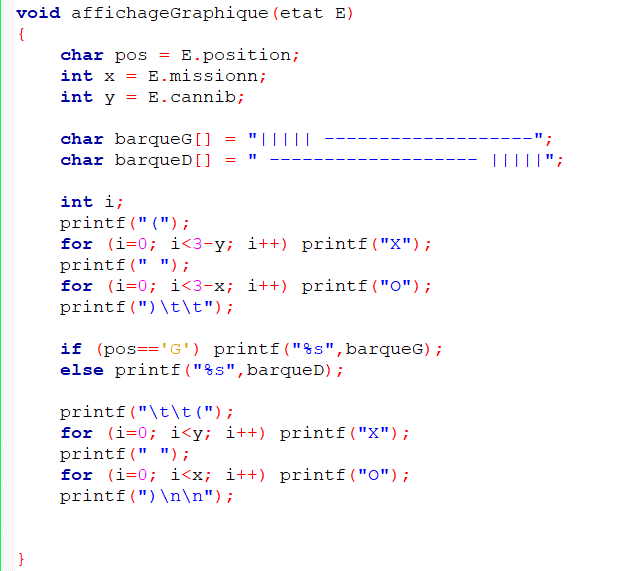 void affichageGraphique(etat E)
{
    char pos = E.position;
    int x = E.missionn;
    int y = E.cannib;

    char barqueG[] = "||||| -------------------";
    char barqueD[] = " ------------------- |||||";

    int i;
    printf("(");
    for (i=0; i<3-y; i++) printf("X");
    printf(" ");
    for (i=0; i<3-x; i++) printf("O");
    printf(")\t\t");

    if (pos=='G') printf("%s",barqueG);
    else printf("%s",barqueD);

    printf("\t\t(");
    for (i=0; i<y; i++) printf("X");
    printf(" ");
    for (i=0; i<x; i++) printf("O");
    printf(")\n\n");


}